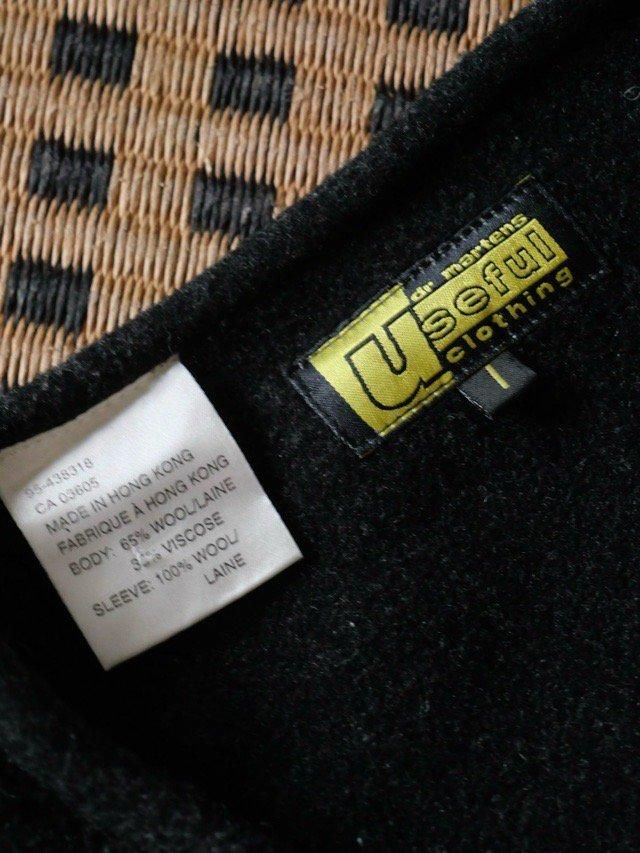 dr martens
Useful
clothing
1
95-438318
CA 03605
MADE IN HONG KONG
FABRIQUE À HONG KONG
BODY: 65% WOOL/LAINE
% VISCOSE
SLEEVE: 100% WOOL/
LAINE